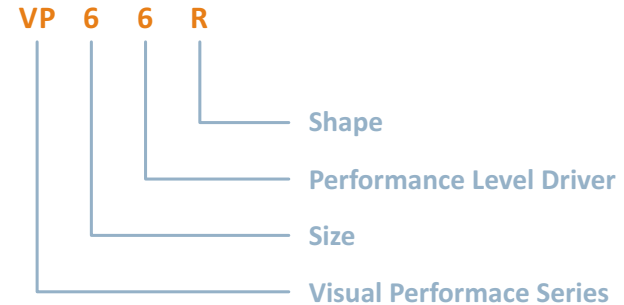 VP 6 6 R
Shape
Performance Level Driver
Size
Visual Performace Series